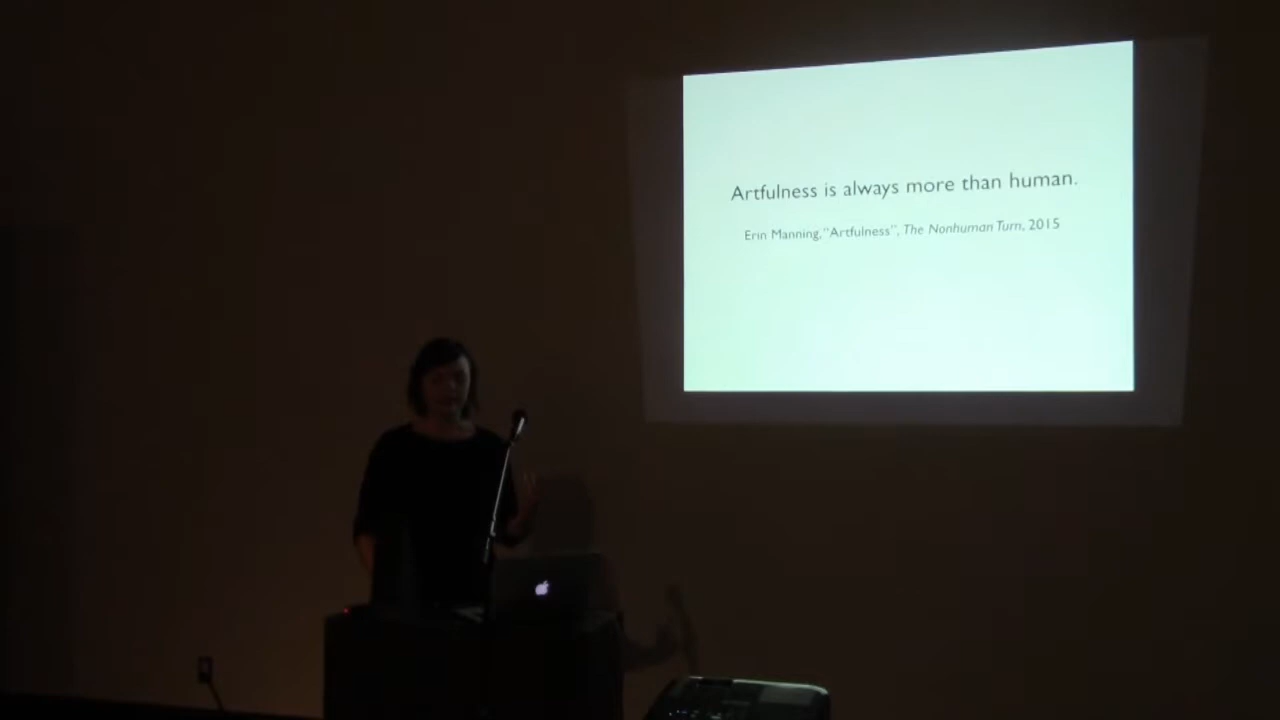 Artfulness is always more than human.
Erin Manning, "Artfulness", The Nonhuman Turn, 2015